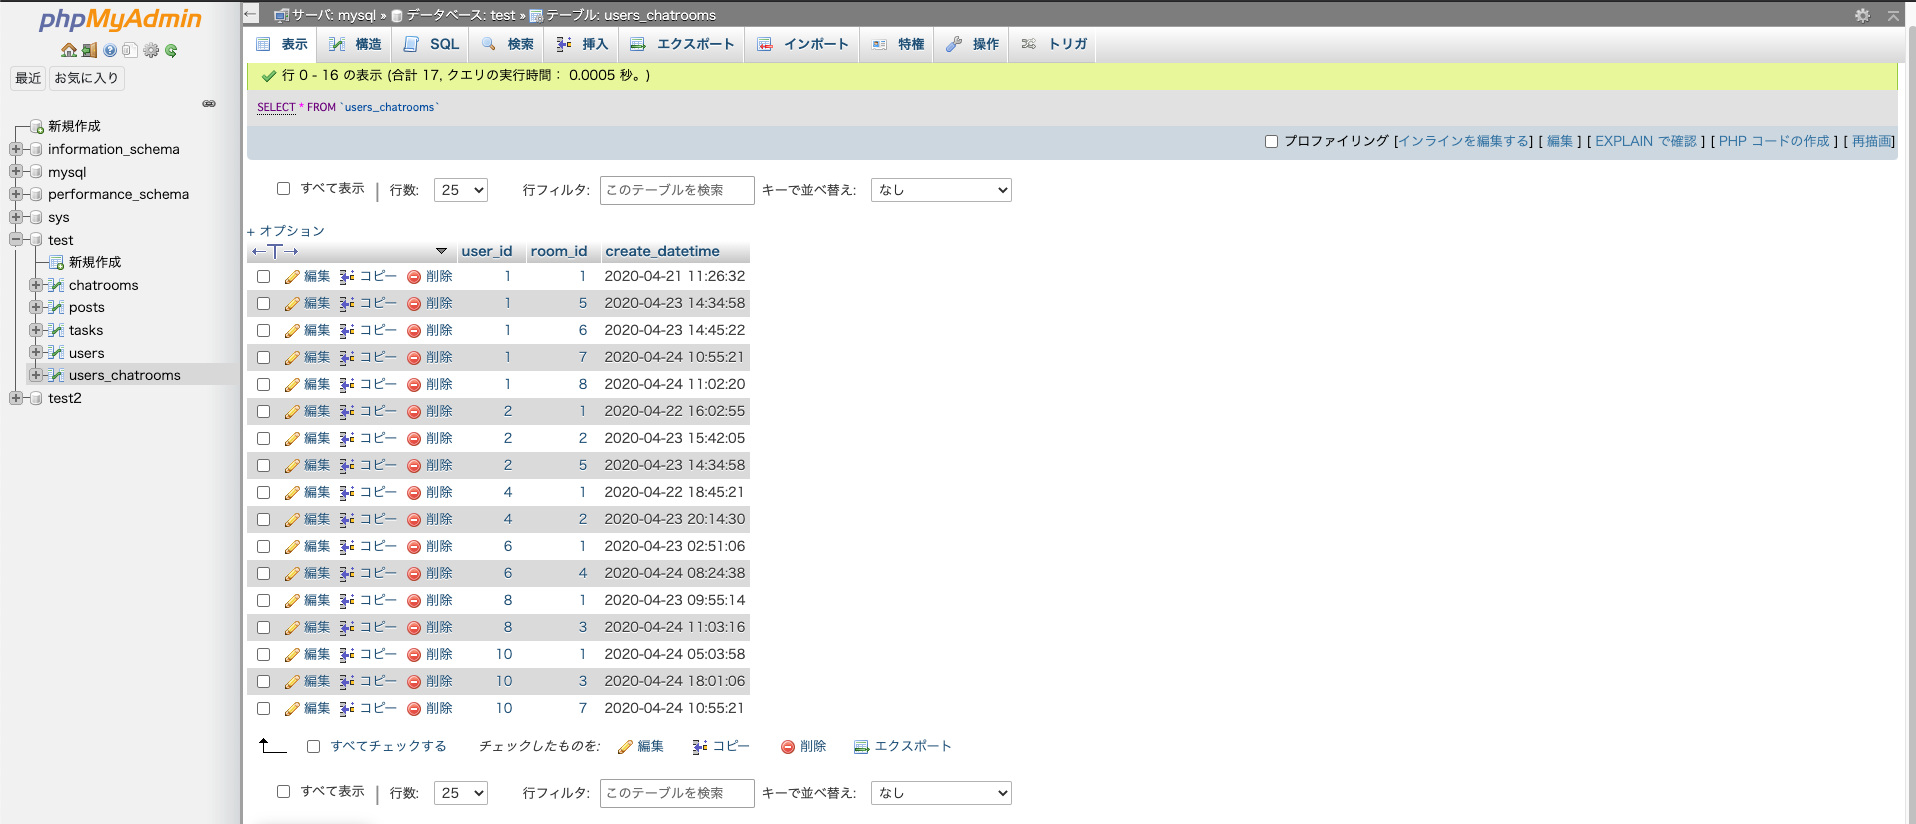 phpMyAdmin
最近 お気に入り
新規作成
information_schema
mysql
performance_schema
sys
test
新規作成
chatrooms
posts
tasks
users
users_chatrooms
test2
サーバ: mysql » データベース: test » テーブル: users_chatrooms
表示 構造 SQL 検索 挿入 エクスポート インポート 特権 操作 トリガ
行 0 - 16 の表示 (合計 17, クエリの実行時間： 0.0005 秒。)
SELECT * FROM `users_chatrooms`
プロファイリング [インラインを編集する] [ 編集 ] [ EXPLAIN で確認 ] [ PHP コードの作成 ] [ 再描画]
すべて表示 | 行数: 25 行フィルタ: このテーブルを検索 キーで並べ替え: なし
+ オプション
←T→ user_id room_id create_datetime
編集 コピー 削除 1 1 2020-04-21 11:26:32
編集 コピー 削除 1 5 2020-04-23 14:34:58
編集 コピー 削除 1 6 2020-04-23 14:45:22
編集 コピー 削除 1 7 2020-04-24 10:55:21
編集 コピー 削除 1 8 2020-04-24 11:02:20
編集 コピー 削除 2 1 2020-04-22 16:02:55
編集 コピー 削除 2 2 2020-04-23 15:42:05
編集 コピー 削除 2 5 2020-04-23 14:34:58
編集 コピー 削除 4 1 2020-04-22 18:45:21
編集 コピー 削除 4 2 2020-04-23 20:14:30
編集 コピー 削除 6 1 2020-04-23 02:51:06
編集 コピー 削除 6 4 2020-04-24 08:24:38
編集 コピー 削除 8 1 2020-04-23 09:55:14
編集 コピー 削除 8 3 2020-04-24 11:03:16
編集 コピー 削除 10 1 2020-04-24 05:03:58
編集 コピー 削除 10 3 2020-04-24 18:01:06
編集 コピー 削除 10 7 2020-04-24 10:55:21
すべてチェックする チェックしたものを: 編集 コピー 削除 エクスポート
すべて表示 | 行数: 25 行フィルタ: このテーブルを検索 キーで並べ替え: なし